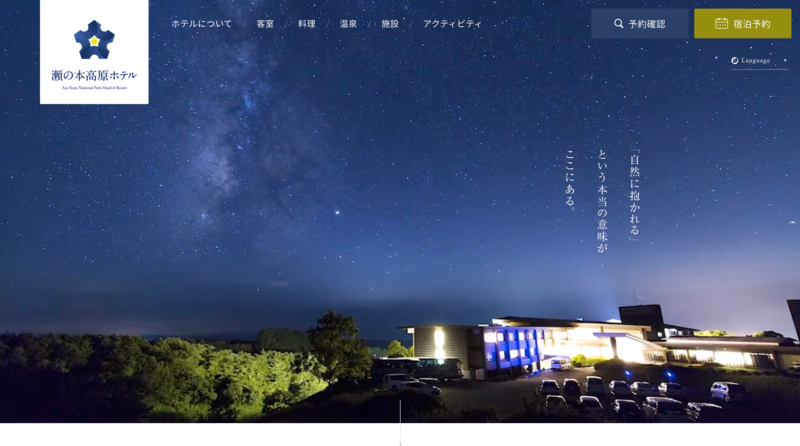 瀬の本高原ホテル
Aso Kuju National Park Hotel & Resort
ホテルについて / 客室 / 料理 / 温泉 / 施設 / アクティビティ
予約確認
宿泊予約
Language
「自然に抱かれる」
という本当の意味が
ここにある。